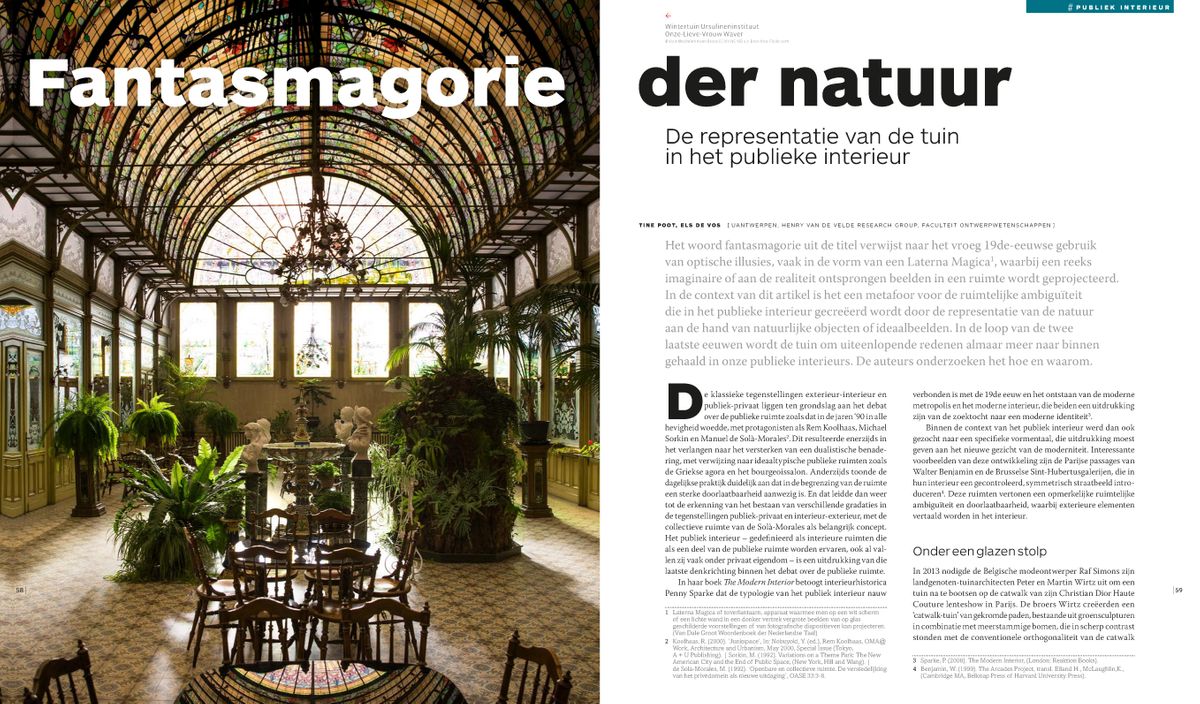 # PUBLIEK INTERIEUR
Wintertuin Ursulineninstituut
Onze-Lieve-Vrouw Waver
Fantasmagorie der natuur
De representatie van de tuin
in het publieke interieur
TINE POOT, ELS DE VOS [ UANTWERPEN, HENRY VAN DE VELDE RESEARCH GROUP, FACULTEIT ONTWERPWETENSCHAPPEN ]
Het woord fantasmagorie uit de titel verwijst naar het vroeg 19de-eeuwse gebruik
van optische illusies, vaak in de vorm van een Laterna Magica¹, waarbij een reeks
imaginaire of aan de realiteit ontsprongen beelden in een ruimte wordt geprojecteerd.
In de context van dit artikel is het een metafoor voor de ruimtelijke ambiguïteit
die in het publieke interieur gecreëerd wordt door de representatie van de natuur
aan de hand van natuurlijke objecten of ideaalbeelden. In de loop van de twee
laatste eeuwen wordt de tuin om uiteenlopende redenen almaar meer naar binnen
gehaald in onze publieke interieurs. De auteurs onderzoeken het hoe en waarom.
De klassieke tegenstellingen exterieur-interieur en
publiek-privaat liggen ten grondslag aan het debat
over de publieke ruimte zoals dat in de jaren '90 in alle
hevigheid woedde, met protagonisten als Rem Koolhaas, Michael
Sorkin en Manuel de Solà-Morales². Dit resulteerde enerzijds in
het verlangen naar het versterken van een dualistische benade-
ring, met verwijzing naar ideaaltypische publieke ruimten zoals
de Griekse agora en het bourgeoissalon. Anderzijds toonde de
dagelijkse praktijk duidelijk aan dat in de begrenzing van de ruimte
een sterke doorlaatbaarheid aanwezig is. En dat leidde dan weer
tot de erkenning van het bestaan van verschillende gradaties in
de tegenstellingen publiek-privaat en interieur-exterieur, met de
collectieve ruimte van de Solà-Morales als belangrijk concept.
Het publiek interieur – gedefinieerd als interieure ruimten die
als een deel van de publieke ruimte worden ervaren, ook al val-
len zij vaak onder privaat eigendom – is een uitdrukking van die
laatste denkrichting binnen het debat over de publieke ruimte.
In haar boek The Modern Interior betoogt interieurhistorica
Penny Sparke dat de typologie van het publiek interieur nauw
1 Laterna Magica of toverlantaarn, apparaat waarmee men op een wit scherm
of een lichte wand in een donker vertrek vergrote beelden van op glas
geschilderde voorstellingen of van fotografische diapositieven kan projecteren.
(Van Dale Groot Woordenboek der Nederlandse Taal)
2 Koolhaas, R. (2000). 'Junkspace', In: Nobuyoki, Y. (ed.), Rem Koolhaas, OMA@
Work, Architecture and Urbanism, May 2000, Special Issue (Tokyo,
A + U Publishing). | Sorkin, M. (1992). Variations on a Theme Park: The New
American City and the End of Public Space, (New York, Hill and Wang). |
de Solà-Morales, M. (1992). 'Openbare en collectieve ruimte. De verstedelijking
van het privédomein als nieuwe uitdaging', OASE 33:3-8.
verbonden is met de 19de eeuw en het ontstaan van de moderne
metropolis en het moderne interieur, die beiden een uitdrukking
zijn van de zoektocht naar een moderne identiteit³.
Binnen de context van het publiek interieur werd dan ook
gezocht naar een specifieke vormentaal, die uitdrukking moest
geven aan het nieuwe gezicht van de moderniteit. Interessante
voorbeelden van deze ontwikkeling zijn de Parijse passages van
Walter Benjamin en de Brusselse Sint-Hubertusgalerijen, die in
hun interieur een gecontroleerd, symmetrisch straatbeeld intro-
duceren⁴. Deze ruimten vertonen een opmerkelijke ruimtelijke
ambiguïteit en doorlaatbaarheid, waarbij exterieure elementen
vertaald worden in het interieur.
Onder een glazen stolp
In 2013 nodigde de Belgische modeontwerper Raf Simons zijn
landgenoten-tuinarchitecten Peter en Martin Wirtz uit om een
tuin na te bootsen op de catwalk van zijn Christian Dior Haute
Couture lenteshow in Parijs. De broers Wirtz creëerden een
'catwalk-tuin' van gekromde paden, bestaande uit groensculpturen
in combinatie met meerstammige bomen, die in scherp contrast
stonden met de conventionele orthogonaliteit van de catwalk
3 Sparke, P. (2008). The Modern Interior, (London: Reaktion Books).
4 Benjamin, W. (1999). The Arcades Project, transl. Eiland H., McLaughlin,K.,
(Cambridge MA, Belknap Press of Harvard University Press).
58
59